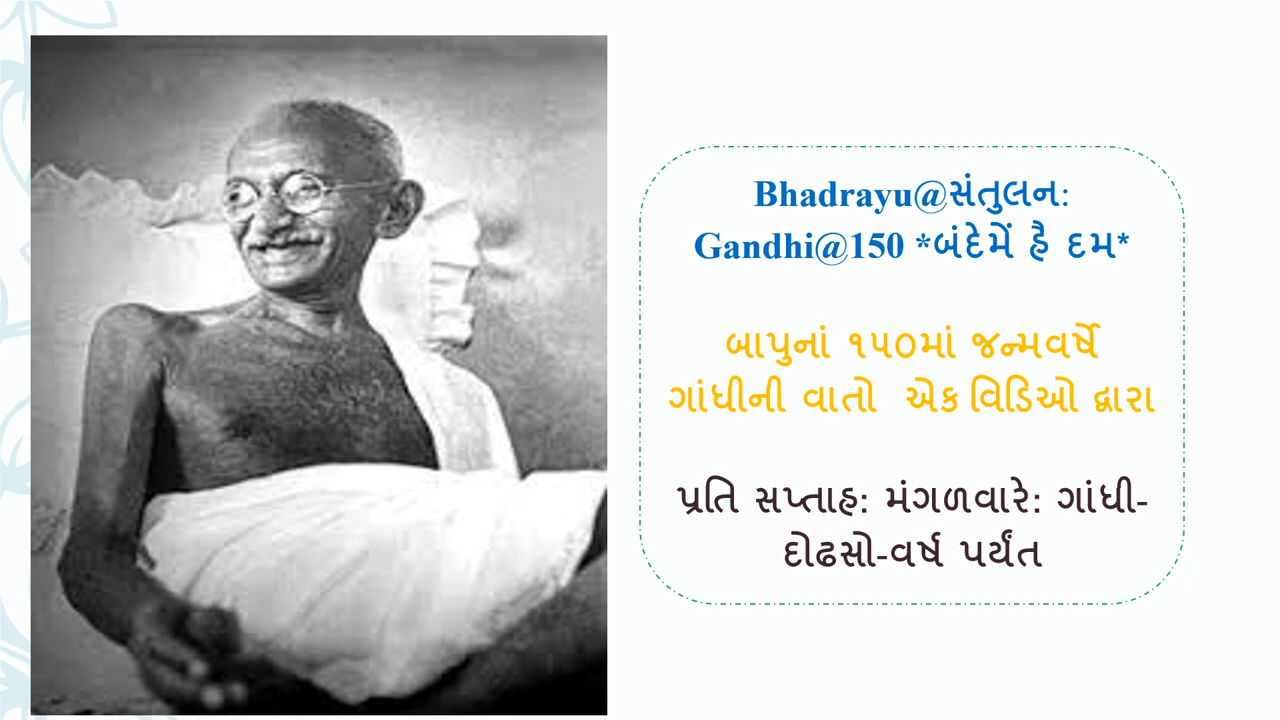 Bhadrayu@સંતુલન:
Gandhi@150 *બંદેમેં હૈ દમ*
બાપુનાં ૧૫૦માં જન્મવર્ષે
ગાંધીની વાતો એક વિડિઓ દ્વારા
પ્રતિ સપ્તાહ: મંગળવારે: ગાંધી-
દોઢસો-વર્ષ પર્યંત